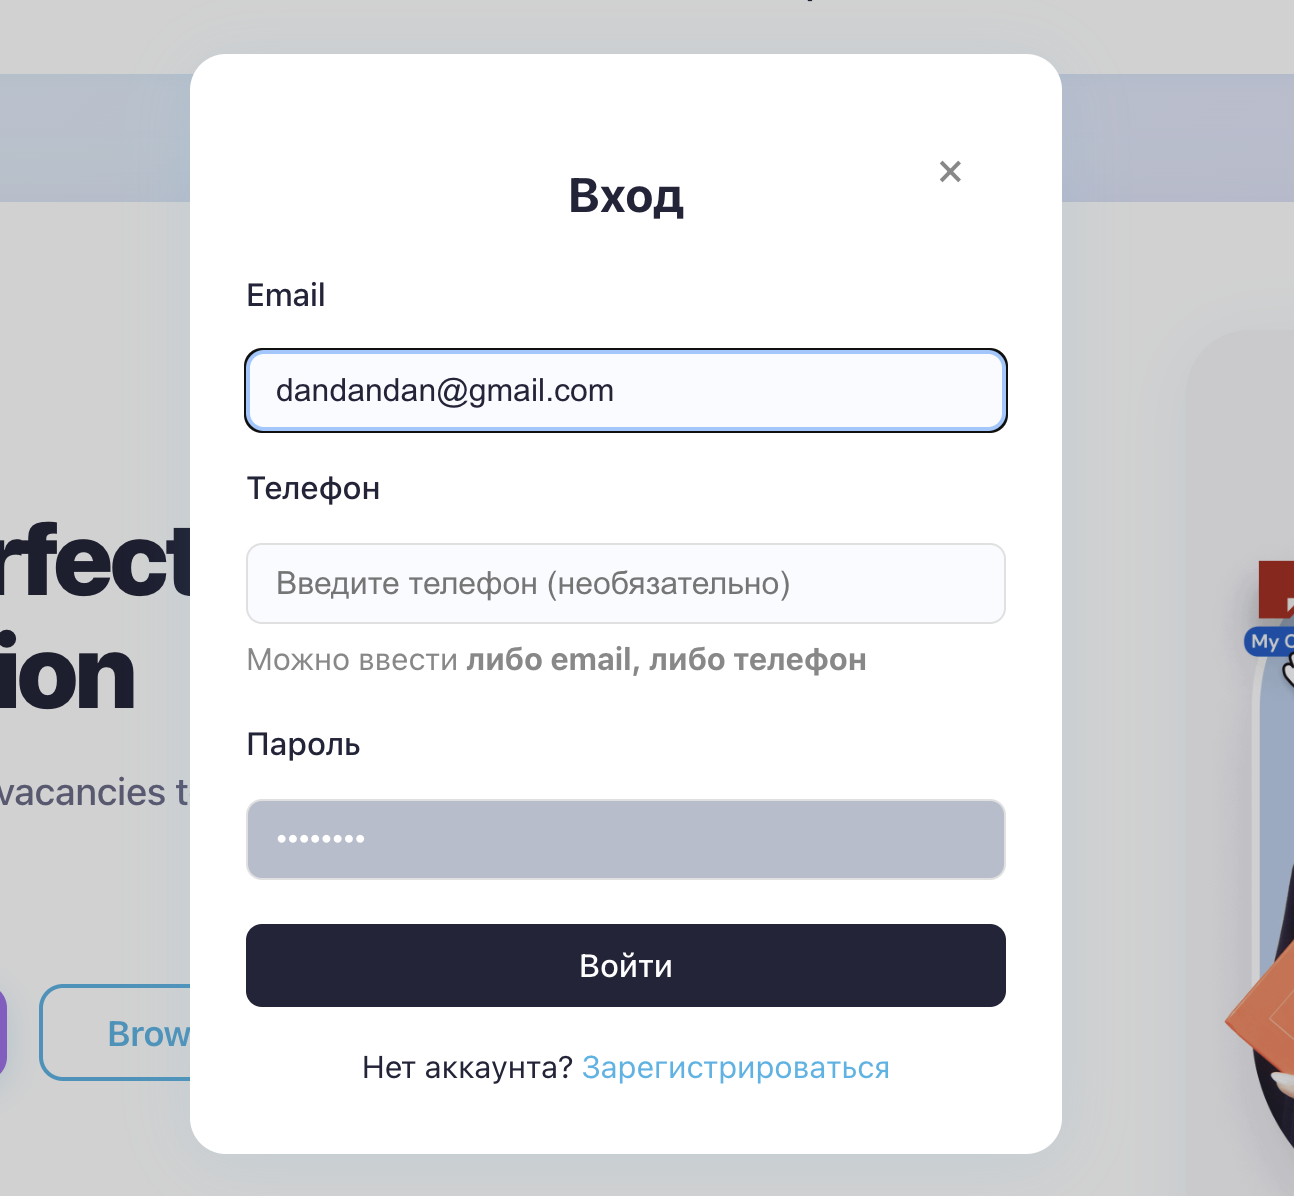 Вход
Email
dandandan@gmail.com
Телефон
Введите телефон (необязательно)
Можно ввести либо email, либо телефон
Пароль
••••••••
Войти
Нет аккаунта? Зарегистрироваться
rfect
ion
vacancies t
Brow
My C